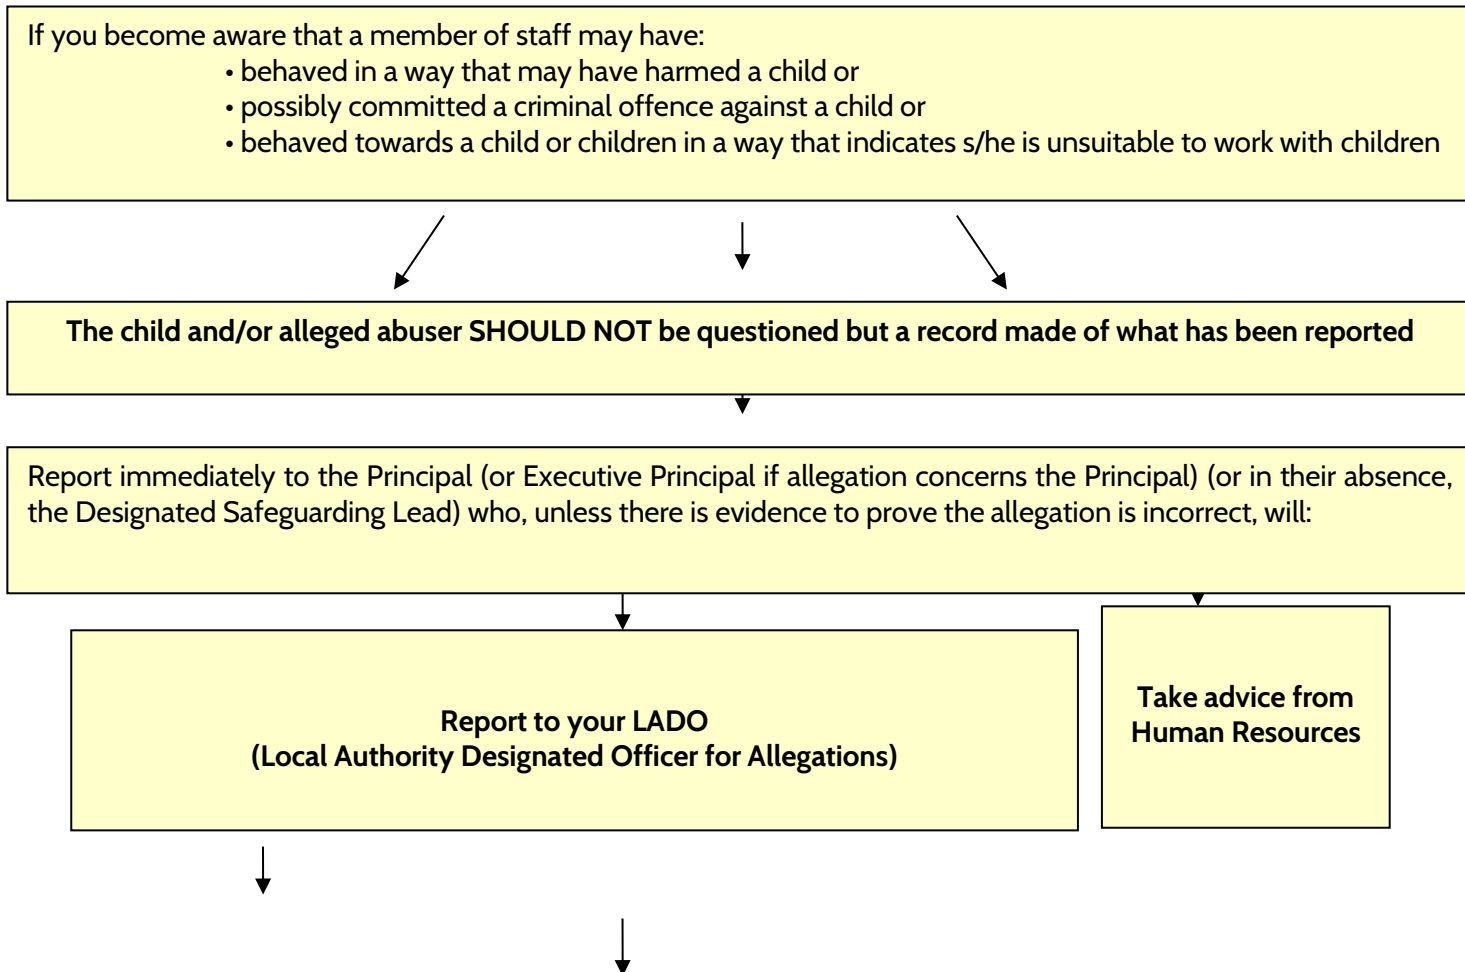 If you become aware that a member of staff may have:
• behaved in a way that may have harmed a child or
• possibly committed a criminal offence against a child or
• behaved towards a child or children in a way that indicates s/he is unsuitable to work with children
The child and/or alleged abuser SHOULD NOT be questioned but a record made of what has been reported
Report immediately to the Principal (or Executive Principal if allegation concerns the Principal) (or in their absence,
the Designated Safeguarding Lead) who, unless there is evidence to prove the allegation is incorrect, will:
Report to your LADO
(Local Authority Designated Officer for Allegations)
Take advice from
Human Resources